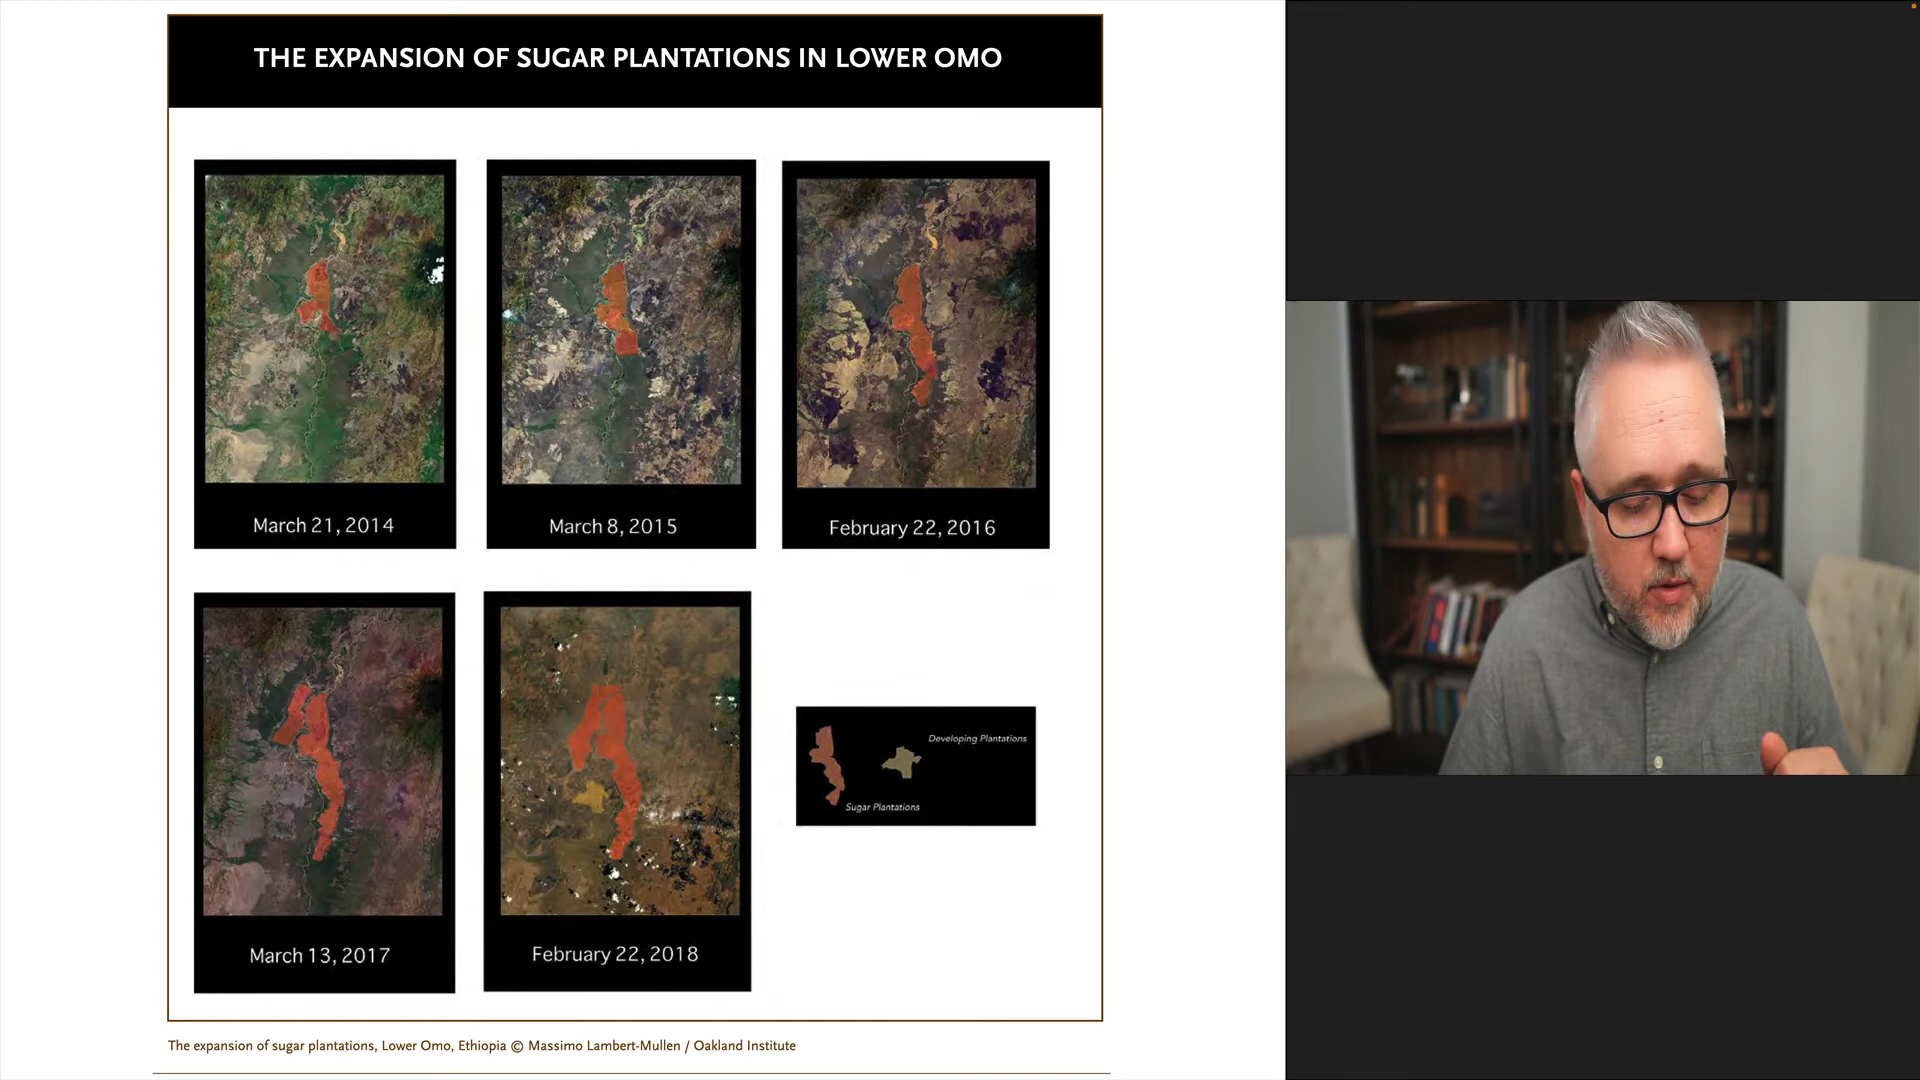 THE EXPANSION OF SUGAR PLANTATIONS IN LOWER OMO
March 21, 2014
March 8, 2015
February 22, 2016
March 13, 2017
February 22, 2018
Developing Plantations
Sugar Plantations
The expansion of sugar plantations, Lower Omo, Ethiopia © Massimo Lambert-Mullen / Oakland Institute